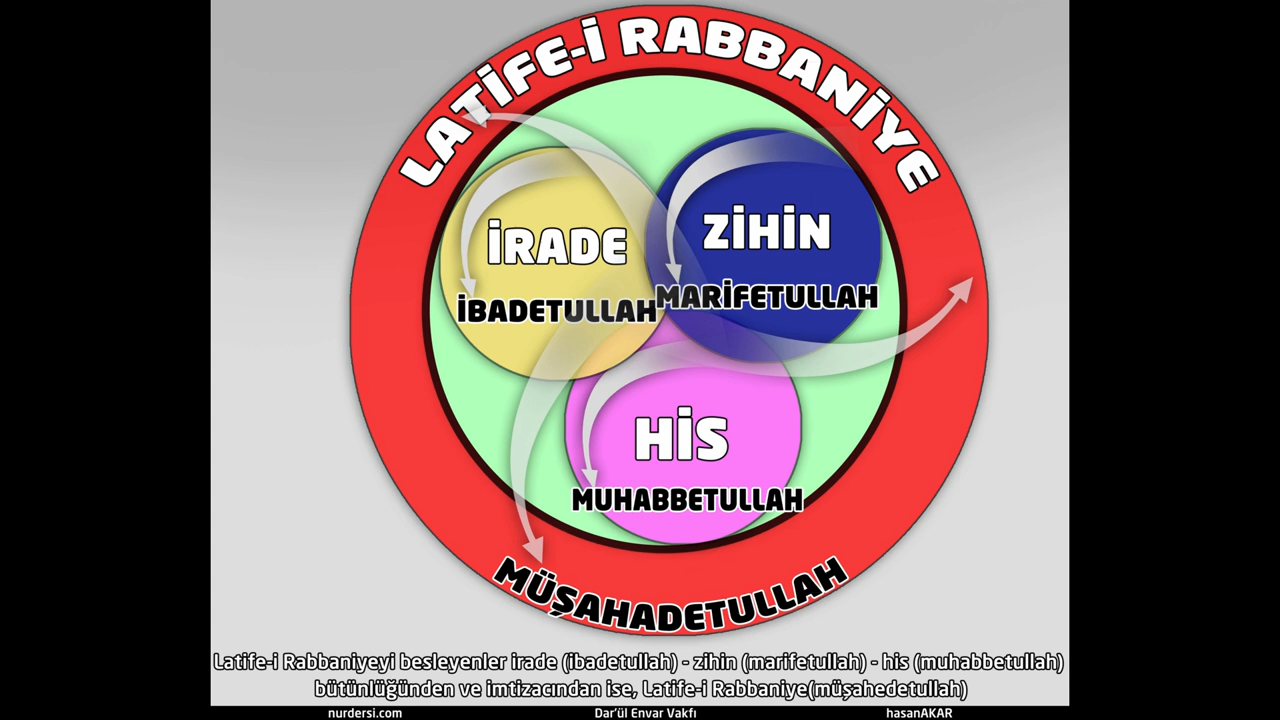 LATİFE-İ RABBANİYE
İRADE
İBADETULLAH
ZİHİN
MARİFETULLAH
HİS
MUHABBETULLAH
MÜŞAHADETULLAH
Latife-i Rabbaniyeyi besleyenler irade (ibadetullah) - zihin (marifetullah) - his (muhabbetullah)
bütünlüğünden ve imtizacından ise, Latife-i Rabbaniye(müşahedetullah)
nurdersi.com Dar'ül Envar Vakfı hasanAKAR